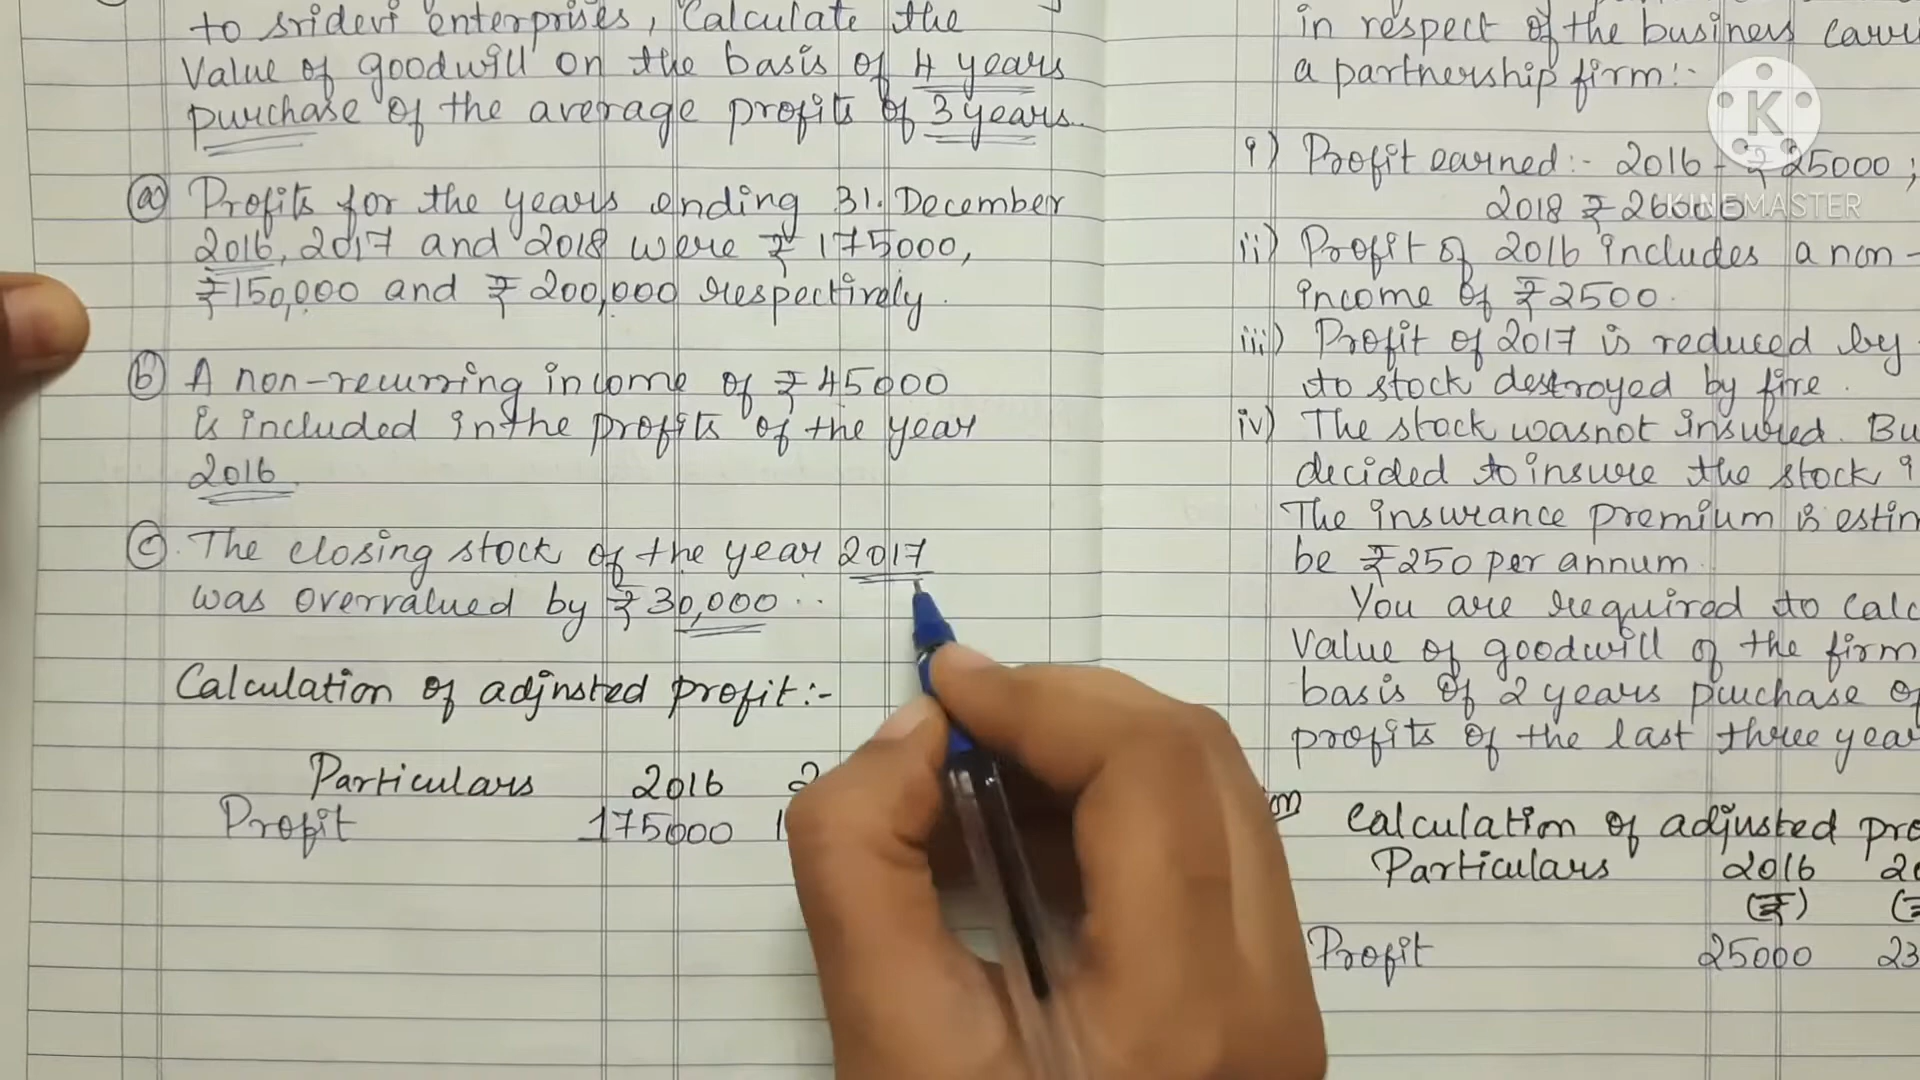 to sridevi enterprises, Calculate the
Value of goodwill on the basis of 4 years
purchase of the average profits of 3 years.
(a) Profits for the years ending 31. December
2016, 2017 and 2018 were ₹ 175000,
₹150,000 and ₹ 200,000 respectively.
(b) A non-recurring income of ₹ 45000
is included in the profits of the year
2016
(c). The closing stock of the year 2017
was overvalued by ₹ 30,000 ..
Calculation of adjusted profit:-
Particulars 2016 2
Profit 175000 1
in respect of the business
a partnership firm:-
i) Profit earned:- 2016 - ₹ 25000;
2018 ₹ 26000
ii) Profit of 2016 includes a non-
income of ₹ 2500.
iii) Profit of 2017 is reduced by
to stock destroyed by fire.
iv) The stock was not insured. Bu
decided to insure the stock i
The insurance premium is estim
be ₹250 per annum.
You are required to calc
Value of goodwill of the firm
basis of 2 years purchase of
profits of the last three year
Calculation of adjusted pro
Particulars 2016 20
(₹) (₹
Profit 25000 23
K
KINEMASTER